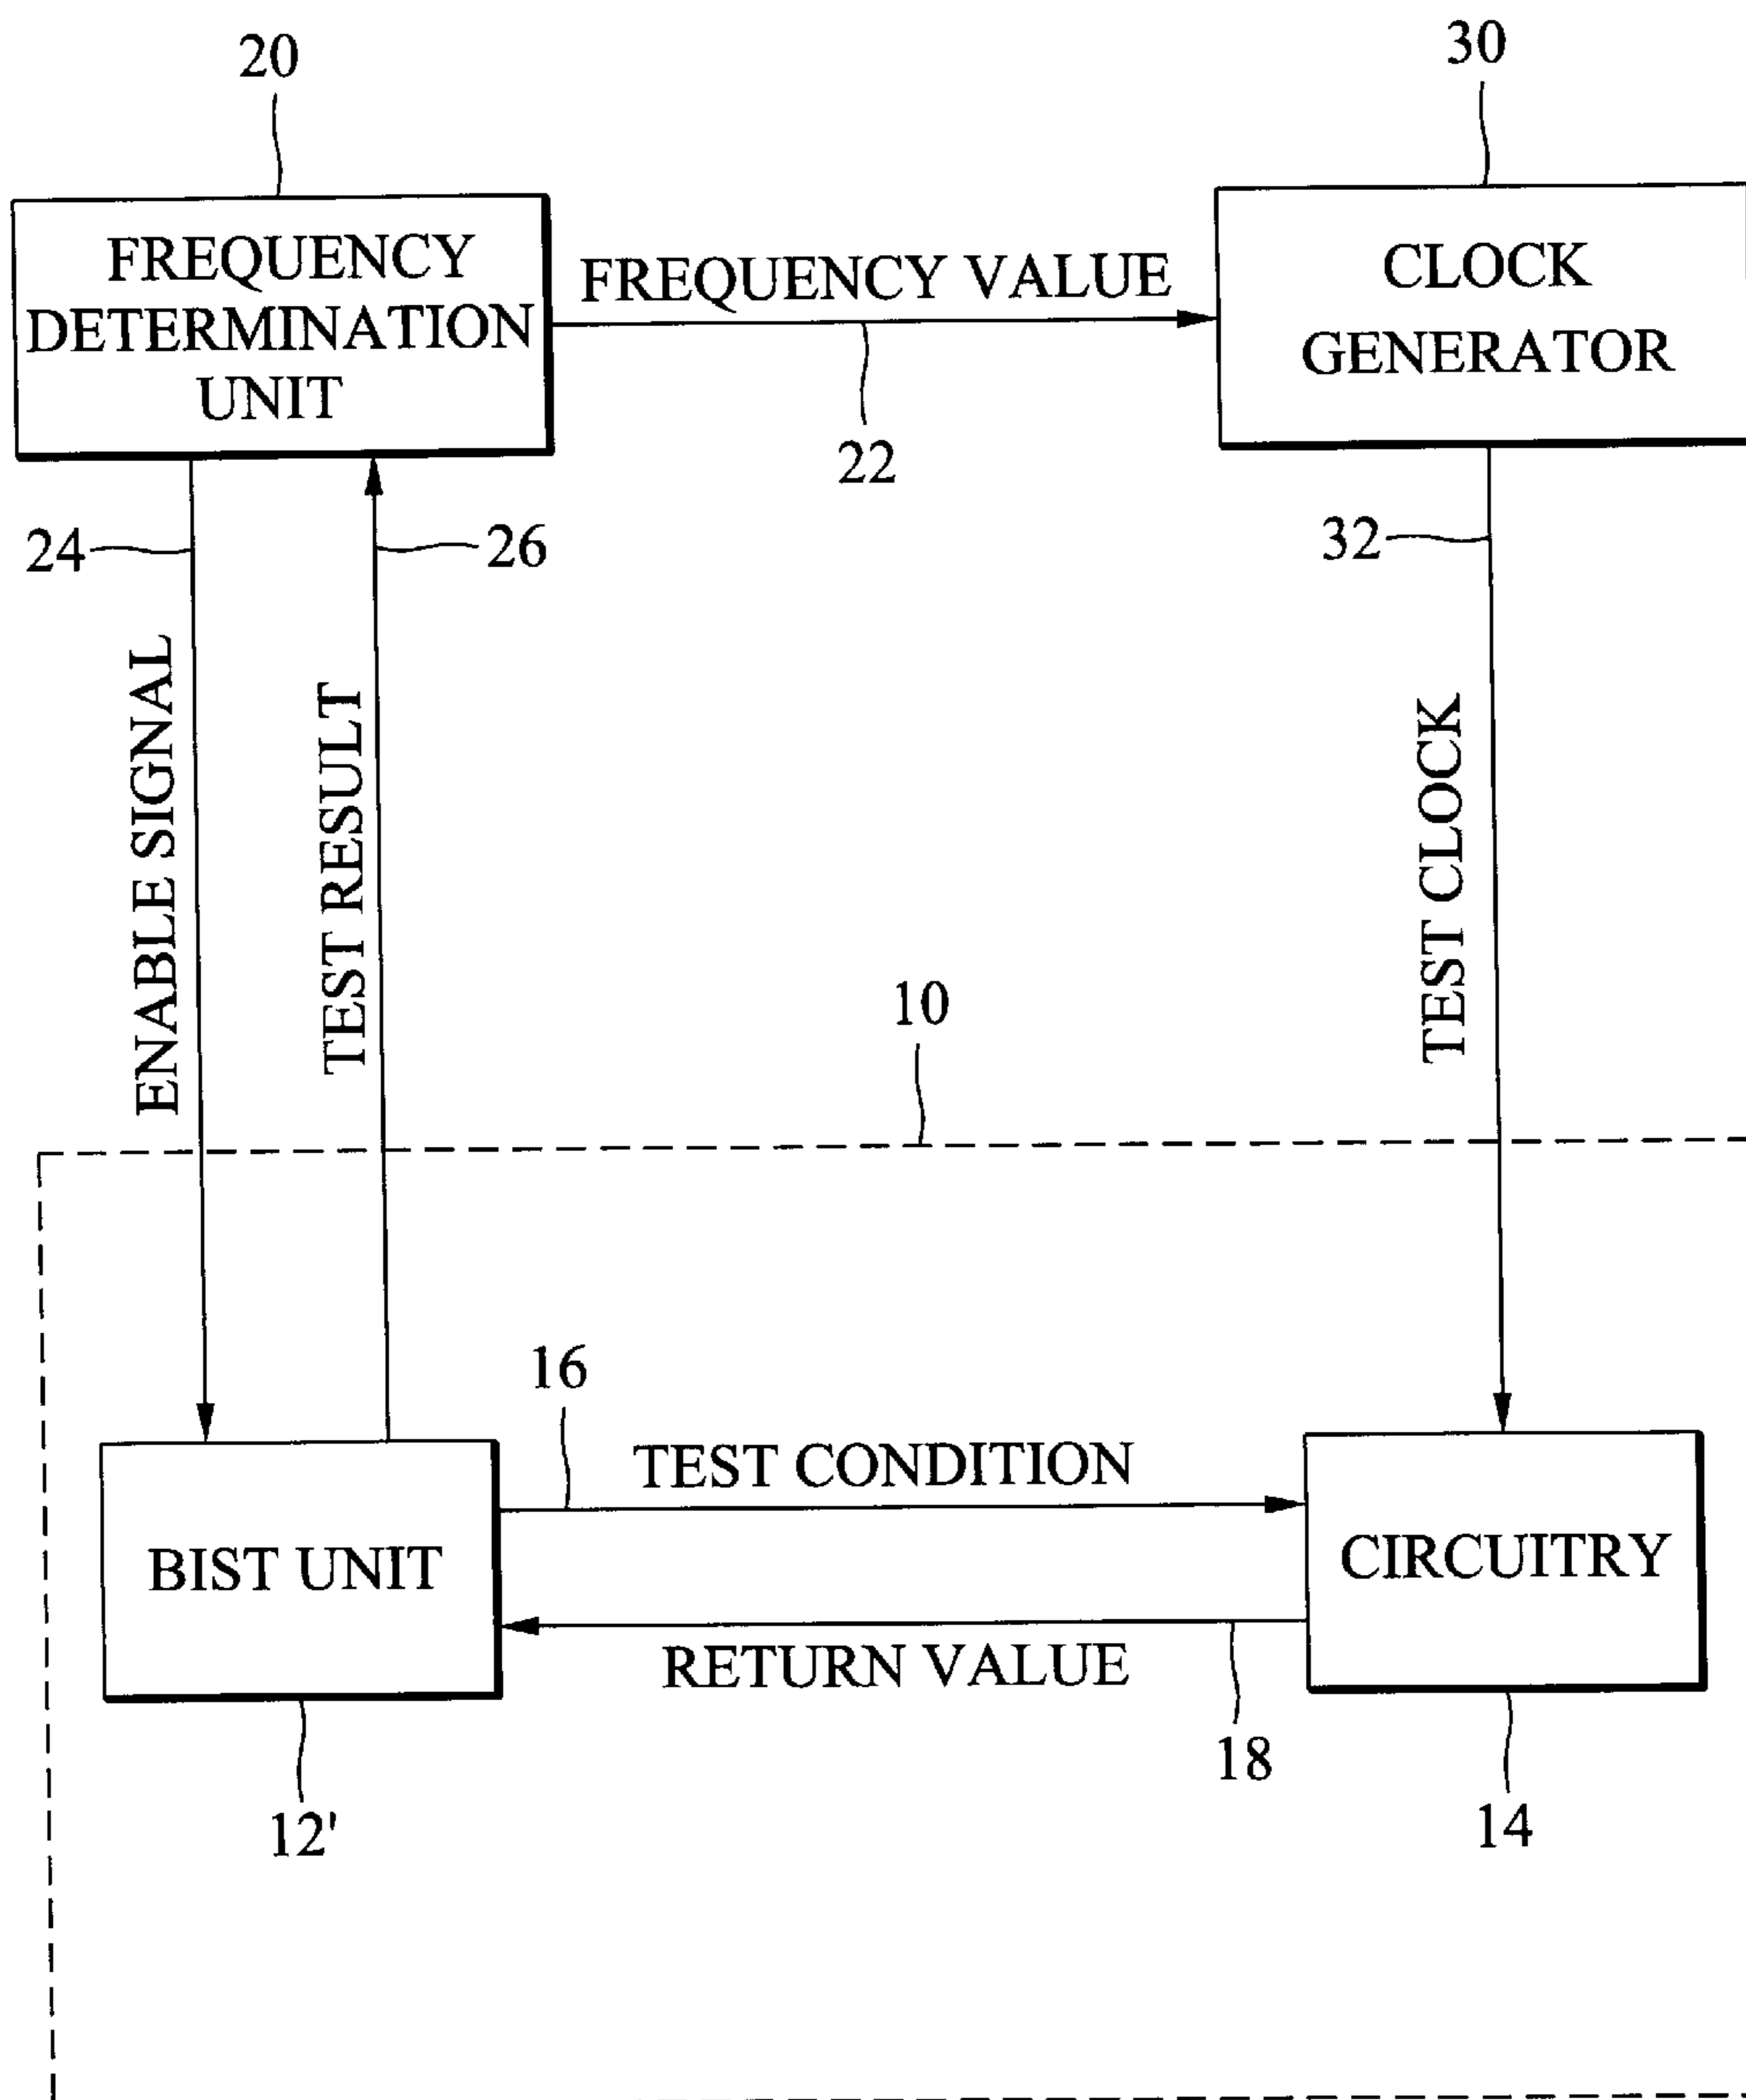 20
30
FREQUENCY
DETERMINATION
UNIT
FREQUENCY VALUE
CLOCK
GENERATOR
22
24
26
32
ENABLE SIGNAL
TEST RESULT
TEST CLOCK
10
16
TEST CONDITION
BIST UNIT
CIRCUITRY
RETURN VALUE
18
12'
14